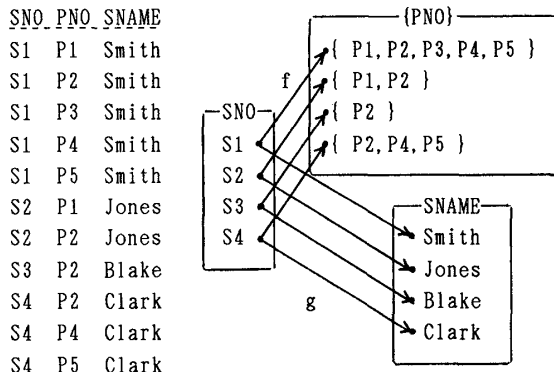 SNO PNO SNAME
S1 P1 Smith
S1 P2 Smith
S1 P3 Smith
S1 P4 Smith
S1 P5 Smith
S2 P1 Jones
S2 P2 Jones
S3 P2 Blake
S4 P2 Clark
S4 P4 Clark
S4 P5 Clark
SNO
S1
S2
S3
S4
f
g
{PNO}
{ P1, P2, P3, P4, P5 }
{ P1, P2 }
{ P2 }
{ P2, P4, P5 }
SNAME
Smith
Jones
Blake
Clark